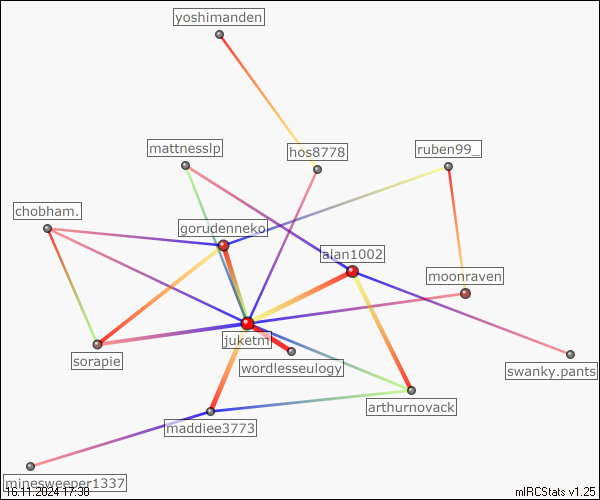 yoshimanden
mattnesslp
hos8778
ruben99_
chobham.
gorudenneko
alan1002
moonraven
juketm
sorapie
wordlesseulogy
swanky.pants
arthurnovack
maddiee3773
minesweeper1337
16.11.2024 17:38
mIRCStats v1.25